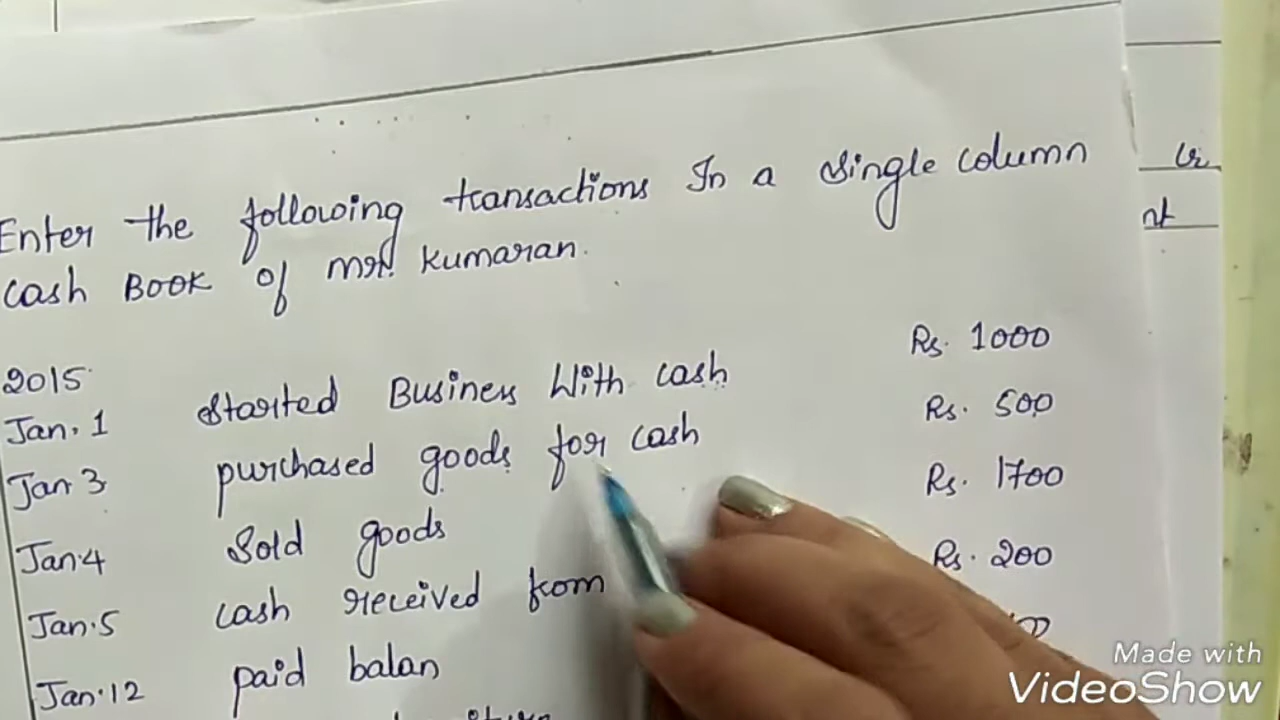 Enter the following transactions In a single column
cash BOOK of Mr. kumaran.
2015
Jan. 1 Started Business With cash Rs. 1000
Jan 3 purchased goods for cash Rs. 500
Jan.4 Sold goods Rs. 1700
Jan.5 cash received from Rs. 200
Jan.12 paid balan
cr
nt
Made with
VideoShow